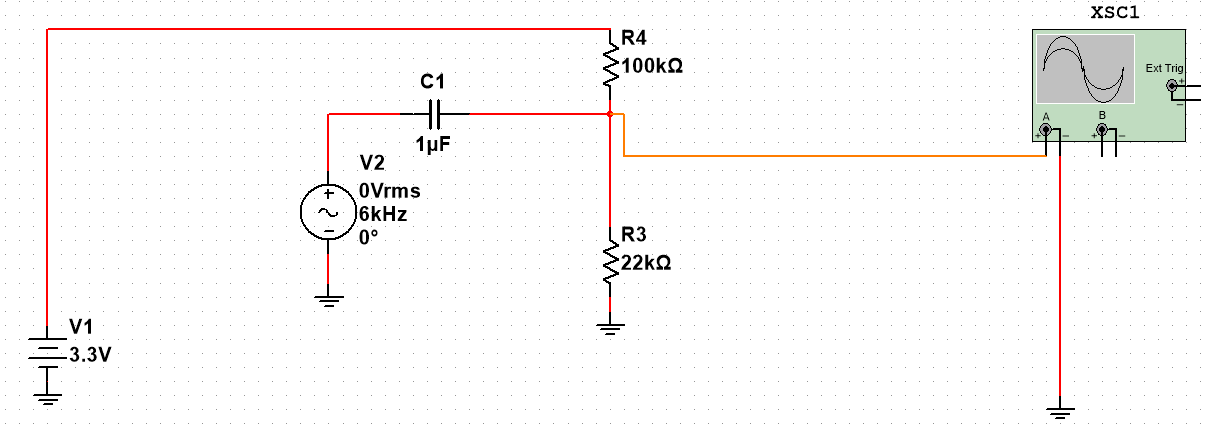 XSC1
R4
100kΩ
Ext Trig
+
−
C1
1µF
A
B
+
−
+
−
V2
0Vrms
6kHz
0°
+
−
R3
22kΩ
V1
3.3V